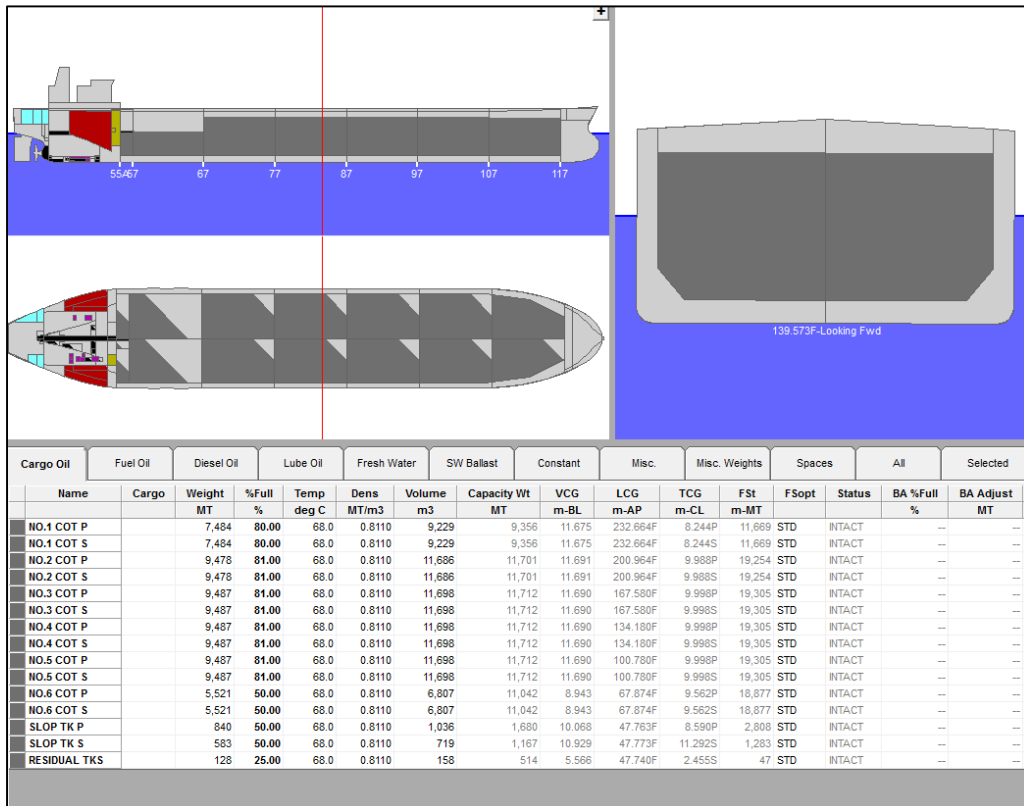 +
55A57 67 77 87 97 107 117
139.573F-Looking Fwd
Cargo Oil Fuel Oil Diesel Oil Lube Oil Fresh Water SW Ballast Constant Misc. Misc. Weights Spaces All Selected
Name Cargo Weight %Full Temp Dens Volume Capacity Wt VCG LCG TCG FSt FSopt Status BA %Full BA Adjust
MT % deg C MT/m3 m3 MT m-BL m-AP m-CL m-MT % MT
NO.1 COT P 7,484 80.00 68.0 0.8110 9,229 9,356 11.675 232.664F 8.244P 11,669 STD INTACT -- --
NO.1 COT S 7,484 80.00 68.0 0.8110 9,229 9,356 11.675 232.664F 8.244S 11,669 STD INTACT -- --
NO.2 COT P 9,478 81.00 68.0 0.8110 11,686 11,701 11.691 200.964F 9.988P 19,254 STD INTACT -- --
NO.2 COT S 9,478 81.00 68.0 0.8110 11,686 11,701 11.691 200.964F 9.988S 19,254 STD INTACT -- --
NO.3 COT P 9,487 81.00 68.0 0.8110 11,698 11,712 11.690 167.580F 9.998P 19,305 STD INTACT -- --
NO.3 COT S 9,487 81.00 68.0 0.8110 11,698 11,712 11.690 167.580F 9.998S 19,305 STD INTACT -- --
NO.4 COT P 9,487 81.00 68.0 0.8110 11,698 11,712 11.690 134.180F 9.998P 19,305 STD INTACT -- --
NO.4 COT S 9,487 81.00 68.0 0.8110 11,698 11,712 11.690 134.180F 9.998S 19,305 STD INTACT -- --
NO.5 COT P 9,487 81.00 68.0 0.8110 11,698 11,712 11.690 100.780F 9.998P 19,305 STD INTACT -- --
NO.5 COT S 9,487 81.00 68.0 0.8110 11,698 11,712 11.690 100.780F 9.998S 19,305 STD INTACT -- --
NO.6 COT P 5,521 50.00 68.0 0.8110 6,807 11,042 8.943 67.874F 9.562P 18,877 STD INTACT -- --
NO.6 COT S 5,521 50.00 68.0 0.8110 6,807 11,042 8.943 67.874F 9.562S 18,877 STD INTACT -- --
SLOP TK P 840 50.00 68.0 0.8110 1,036 1,680 10.068 47.763F 8.590P 2,808 STD INTACT -- --
SLOP TK S 583 50.00 68.0 0.8110 719 1,167 10.929 47.773F 11.292S 1,283 STD INTACT -- --
RESIDUAL TKS 128 25.00 68.0 0.8110 158 514 5.566 47.740F 2.455S 47 STD INTACT -- --